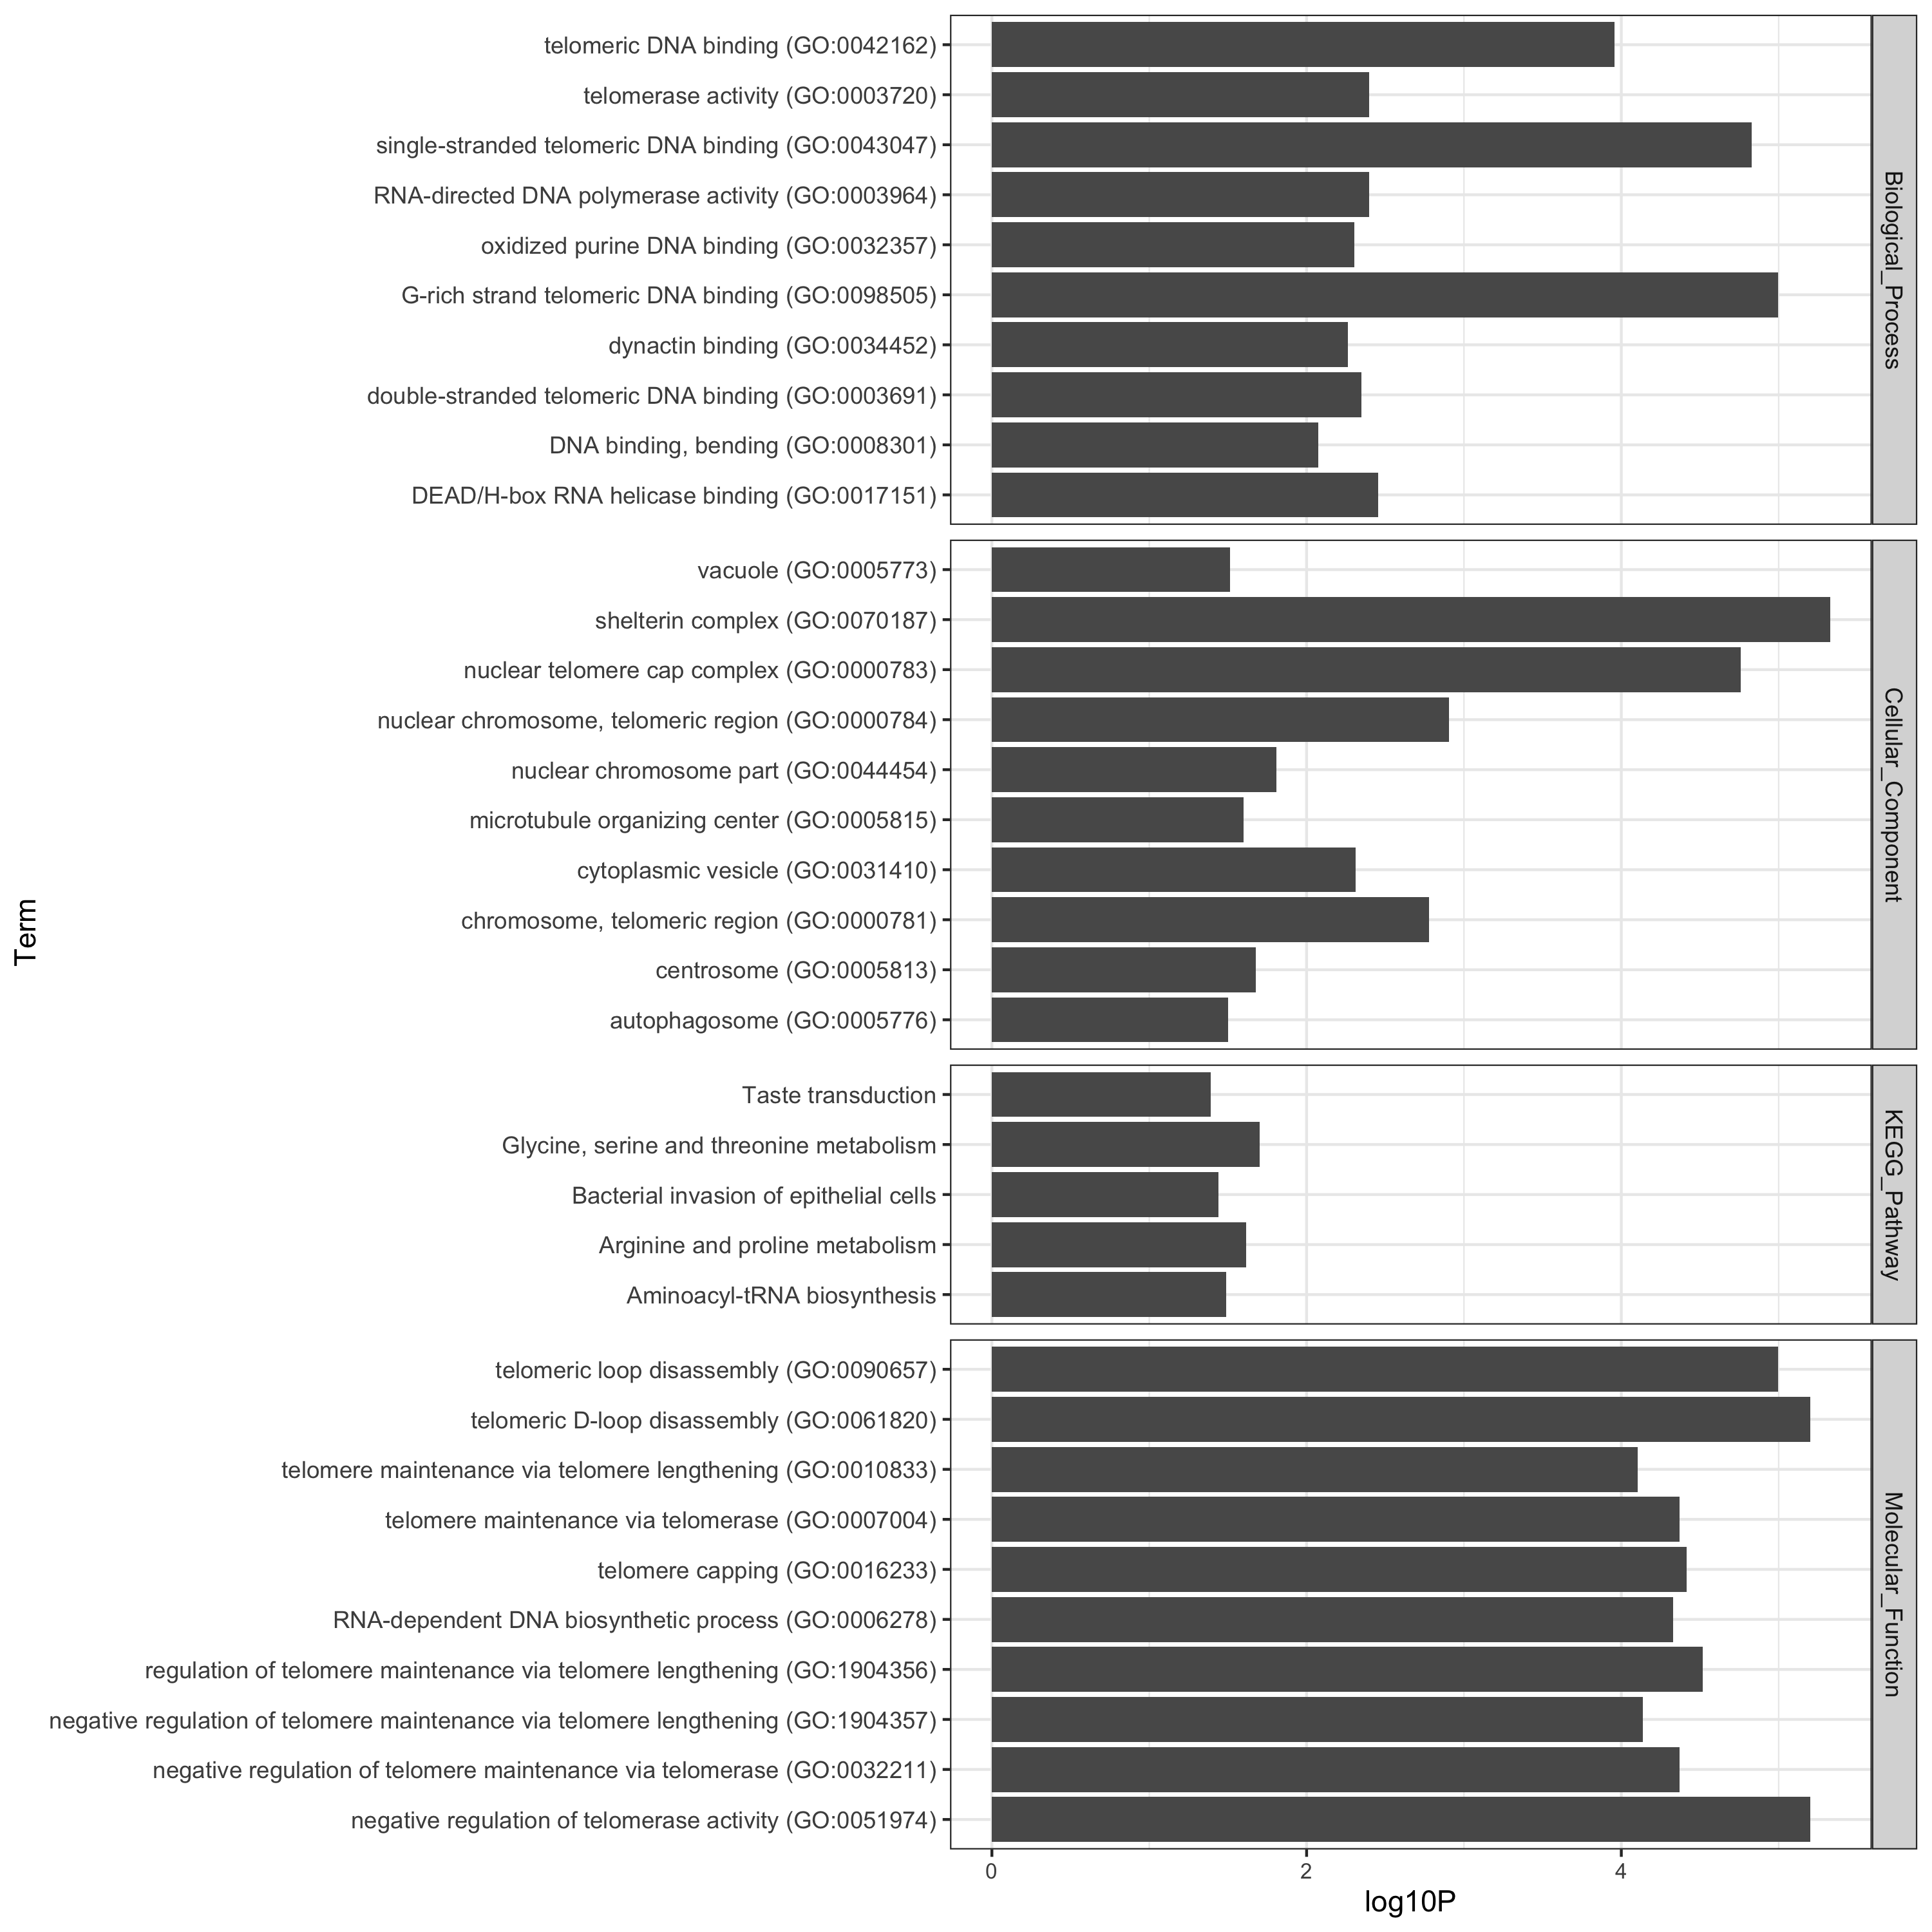 telomeric DNA binding (GO:0042162)
telomerase activity (GO:0003720)
single-stranded telomeric DNA binding (GO:0043047)
RNA-directed DNA polymerase activity (GO:0003964)
oxidized purine DNA binding (GO:0032357)
G-rich strand telomeric DNA binding (GO:0098505)
dynactin binding (GO:0034452)
double-stranded telomeric DNA binding (GO:0003691)
DNA binding, bending (GO:0008301)
DEAD/H-box RNA helicase binding (GO:0017151)
Biological_Process
vacuole (GO:0005773)
shelterin complex (GO:0070187)
nuclear telomere cap complex (GO:0000783)
nuclear chromosome, telomeric region (GO:0000784)
nuclear chromosome part (GO:0044454)
microtubule organizing center (GO:0005815)
cytoplasmic vesicle (GO:0031410)
chromosome, telomeric region (GO:0000781)
centrosome (GO:0005813)
autophagosome (GO:0005776)
Cellular_Component
Term
Taste transduction
Glycine, serine and threonine metabolism
Bacterial invasion of epithelial cells
Arginine and proline metabolism
Aminoacyl-tRNA biosynthesis
KEGG_Pathway
telomeric loop disassembly (GO:0090657)
telomeric D-loop disassembly (GO:0061820)
telomere maintenance via telomere lengthening (GO:0010833)
telomere maintenance via telomerase (GO:0007004)
telomere capping (GO:0016233)
RNA-dependent DNA biosynthetic process (GO:0006278)
regulation of telomere maintenance via telomere lengthening (GO:1904356)
negative regulation of telomere maintenance via telomere lengthening (GO:1904357)
negative regulation of telomere maintenance via telomerase (GO:0032211)
negative regulation of telomerase activity (GO:0051974)
Molecular_Function
0 2 4
log10P